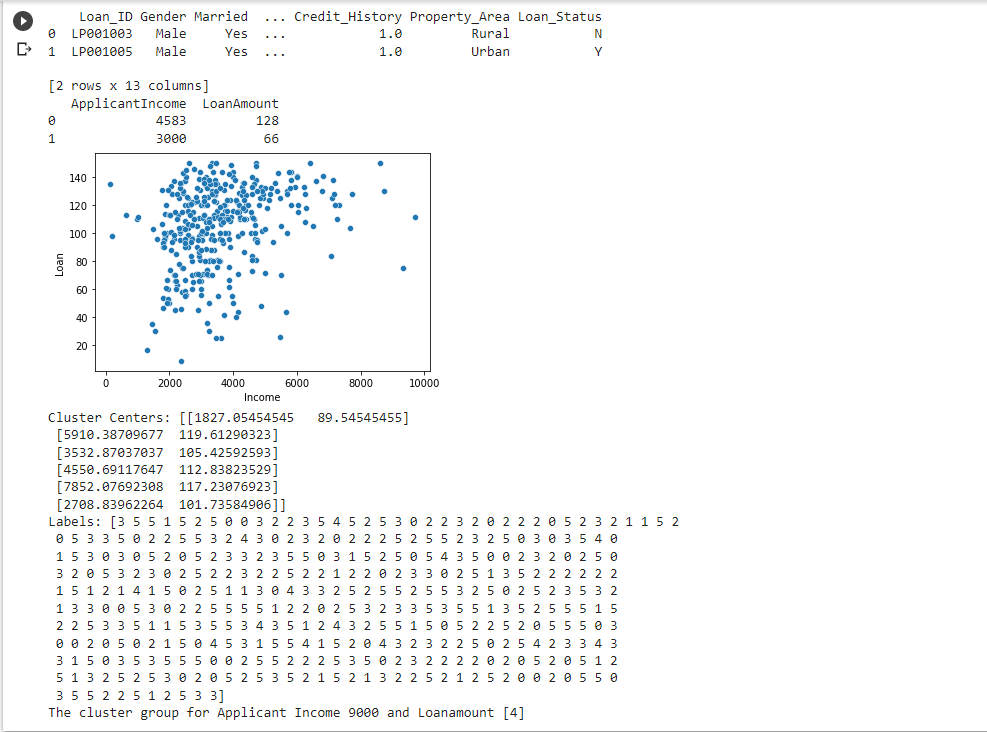 Loan_ID Gender Married ... Credit_History Property_Area Loan_Status
0 LP001003 Male Yes ... 1.0 Rural N
1 LP001005 Male Yes ... 1.0 Urban Y
[2 rows x 13 columns]
ApplicantIncome LoanAmount
0 4583 128
1 3000 66
140
120
100
80
60
40
20
Loan
0 2000 4000 6000 8000 10000
Income
Cluster Centers: [[1827.05454545 89.54545455]
[5910.38709677 119.61290323]
[3532.87037037 105.42592593]
[4550.69117647 112.83823529]
[7852.07692308 117.23076923]
[2708.83962264 101.73584906]]
Labels: [3 5 5 1 5 2 5 0 0 3 2 2 3 5 4 5 2 5 3 0 2 2 3 2 0 2 2 2 0 5 2 3 2 1 1 5 2
0 5 3 3 5 0 2 2 5 5 3 2 4 3 0 2 3 2 0 2 2 2 5 2 5 5 2 3 2 5 0 3 0 3 5 4 0
1 5 3 0 3 0 5 2 0 5 2 3 3 2 3 5 5 0 3 1 5 2 5 0 5 4 3 5 0 0 2 3 2 0 2 5 0
3 2 0 5 3 2 3 0 2 5 2 2 3 2 2 5 2 2 1 2 2 0 2 3 3 0 2 5 1 3 5 2 2 2 2 2 2
1 5 1 2 1 4 1 5 0 2 5 1 1 3 0 4 3 3 2 5 2 5 5 2 5 5 3 2 5 0 2 5 2 3 5 3 2
1 3 3 0 0 5 3 0 2 2 5 5 5 5 1 2 2 0 2 5 3 2 3 3 5 3 5 5 1 3 5 2 5 5 5 1 5
2 2 5 3 3 5 1 1 5 3 5 5 3 4 3 5 1 2 4 3 2 5 5 1 5 0 5 2 2 5 2 0 5 5 5 0 3
0 0 2 0 5 0 2 1 5 0 4 5 3 1 5 5 4 1 5 2 0 4 3 2 3 2 2 5 0 2 5 4 2 3 3 4 3
3 1 5 0 3 5 3 5 5 5 0 0 2 5 5 2 2 2 5 3 5 0 2 3 2 2 2 2 0 2 0 5 2 0 5 1 2
5 1 3 2 5 2 5 3 0 2 0 5 2 5 3 5 2 1 5 2 1 3 2 2 5 2 1 2 5 2 0 0 2 0 5 5 0
3 5 5 2 2 5 1 2 5 3 3]
The cluster group for Applicant Income 9000 and Loanamount [4]